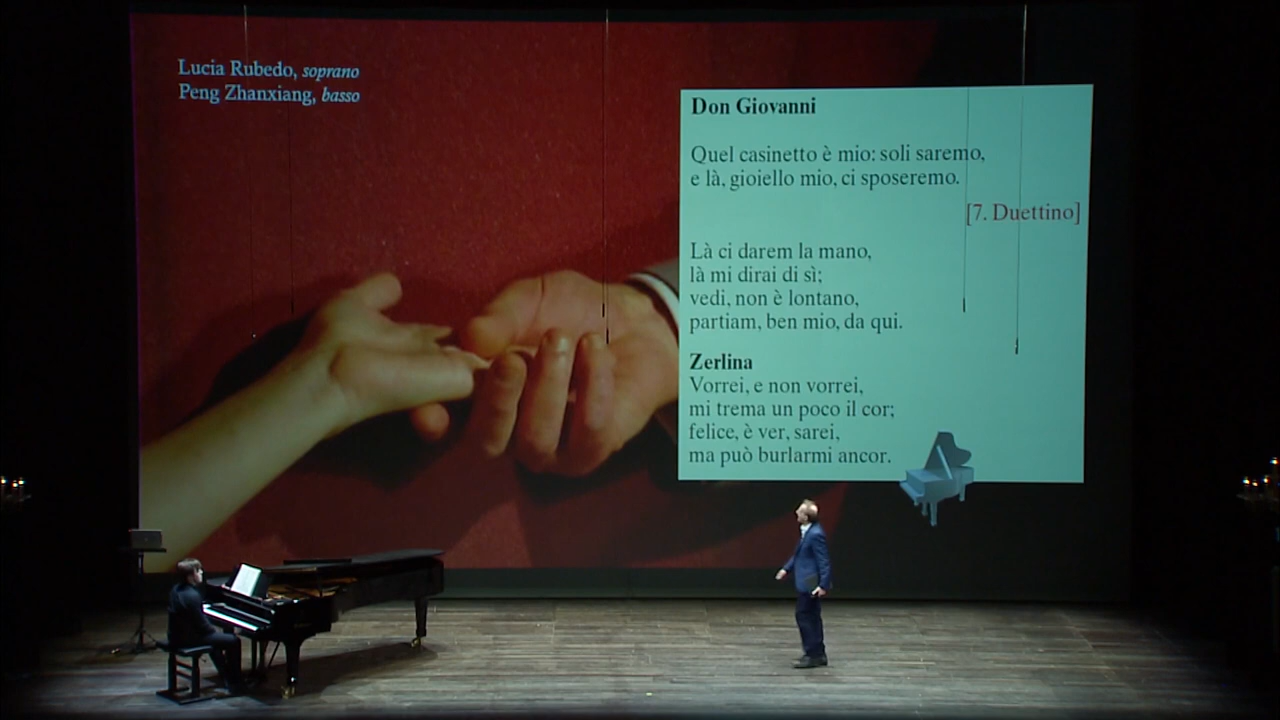 Lucia Rubedo, soprano
Peng Zhanxiang, basso
Don Giovanni
Quel casinetto è mio: soli saremo,
e là, gioiello mio, ci sposeremo.
[7. Duettino]
Là ci darem la mano,
là mi dirai di sì;
vedi, non è lontano,
partiam, ben mio, da qui.
Zerlina
Vorrei, e non vorrei,
mi trema un poco il cor;
felice, è ver, sarei,
ma può burlarmi ancor.